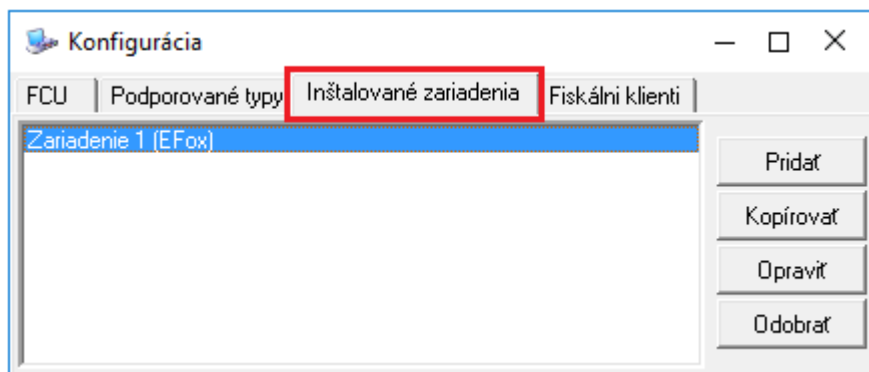 Konfigurácia
FCU Podporované typy Inštalované zariadenia Fiskálni klienti
Zariadenie 1 (EFox)
Pridať
Kopírovať
Opraviť
Odobrať